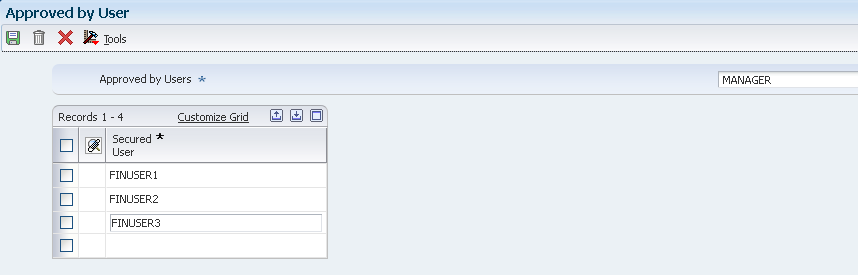 Approved by User
Tools
Approved by Users *
MANAGER
Records 1 - 4 Customize Grid
Secured *
User
FINUSER1
FINUSER2
FINUSER3